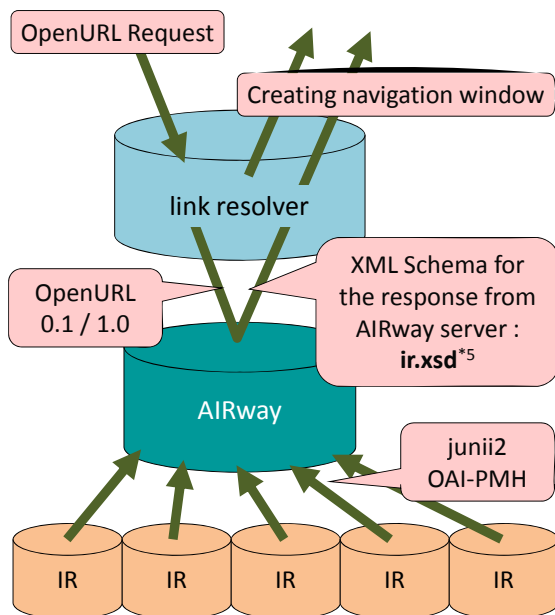 OpenURL Request
Creating navigation window
link resolver
OpenURL
0.1 / 1.0
XML Schema for
the response from
AIRway server :
ir.xsd*5
AIRway
junii2
OAI-PMH
IR
IR
IR
IR
IR